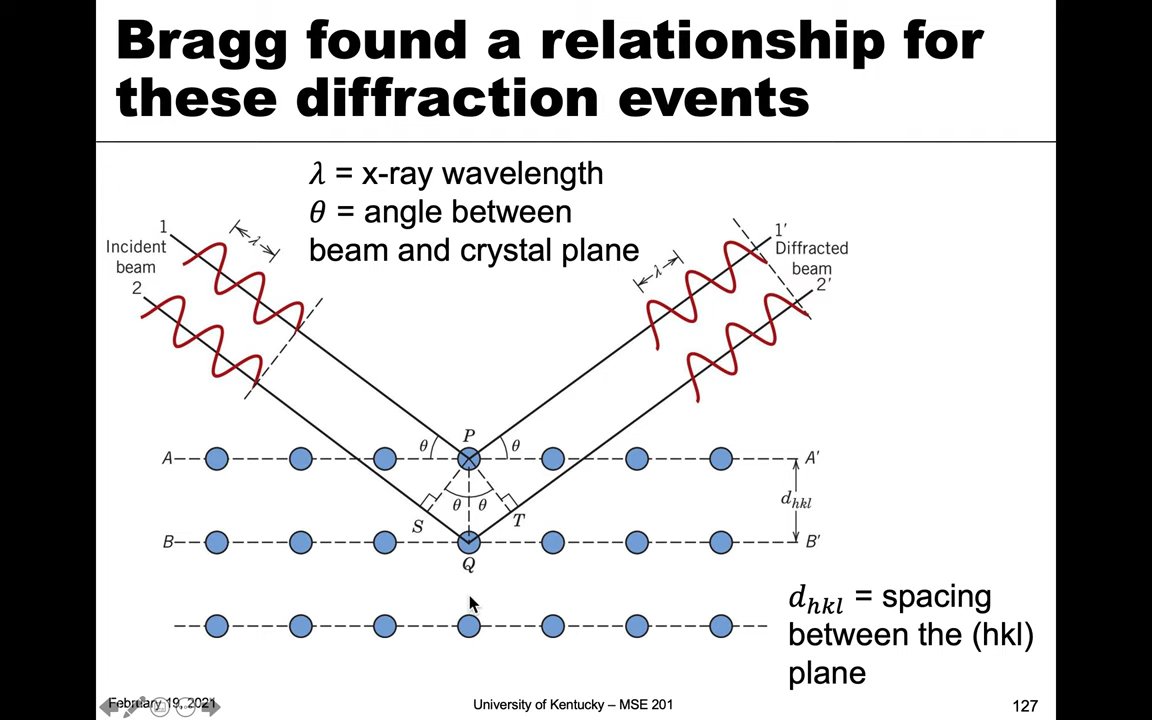 Bragg found a relationship for
these diffraction events
λ = x-ray wavelength
θ = angle between
beam and crystal plane
1
Incident
beam
2
λ
λ
1'
Diffracted
beam
2'
P
θ
θ
A
A'
θ
θ
d_hkl
S
T
B
B'
Q
d_hkl = spacing
between the (hkl)
plane
February 19, 2021
University of Kentucky – MSE 201
127